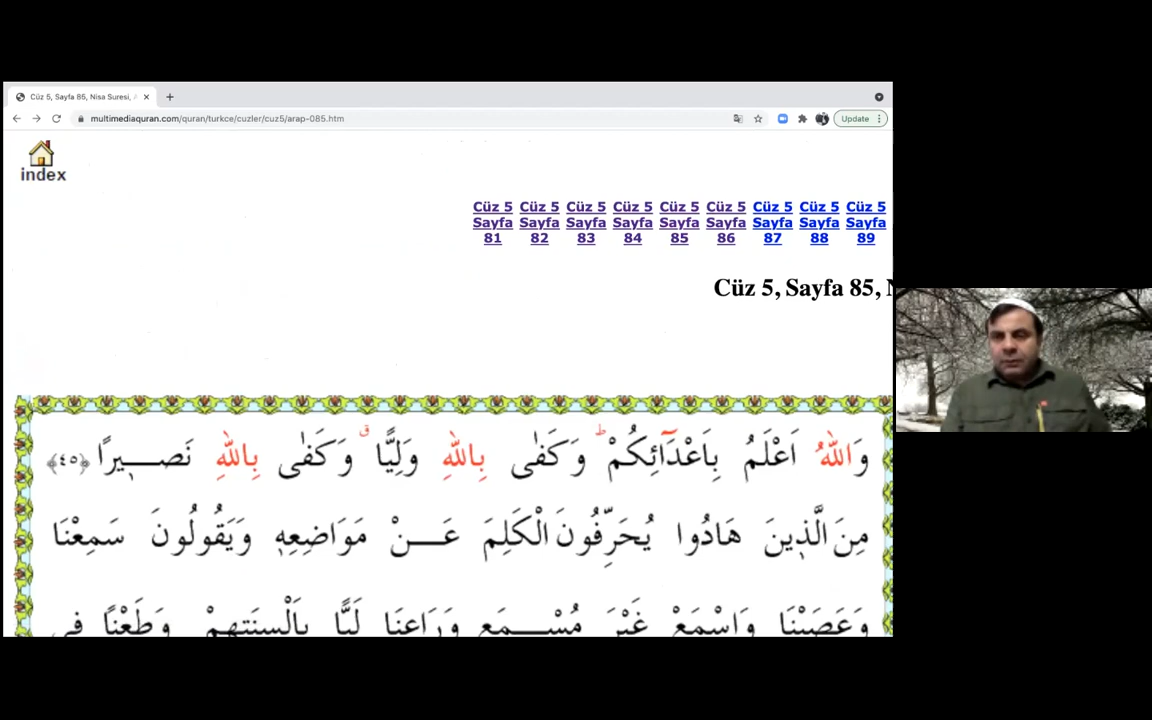 Cüz 5, Sayfa 85, Nisa Suresi,
multimediaquran.com/quran/turkce/cuzler/cuz5/arap-085.htm
Update
index
Cüz 5 Cüz 5 Cüz 5 Cüz 5 Cüz 5 Cüz 5 Cüz 5 Cüz 5 Cüz 5
Sayfa Sayfa Sayfa Sayfa Sayfa Sayfa Sayfa Sayfa Sayfa
81 82 83 84 85 86 87 88 89
Cüz 5, Sayfa 85,
وَاللّٰهُ اَعْلَمُ بِاَعْدَٓائِكُمْۜ وَكَفٰى بِاللّٰهِ وَلِيًّاۗ وَكَفٰى بِاللّٰهِ نَص۪يرًا ﴿٤٥﴾
مِنَ الَّذ۪ينَ هَادُوا يُحَرِّفُونَ الْكَلِمَ عَنْ مَوَاضِعِه۪ وَيَقُولُونَ سَمِعْنَا
وَعَصَيْنَا وَاسْمَعْ غَيْرَ مُسْمَعٍ وَرَاعِنَا لَيًّا بِاَلْسِنَتِهِمْ وَطَعْنًا فِي